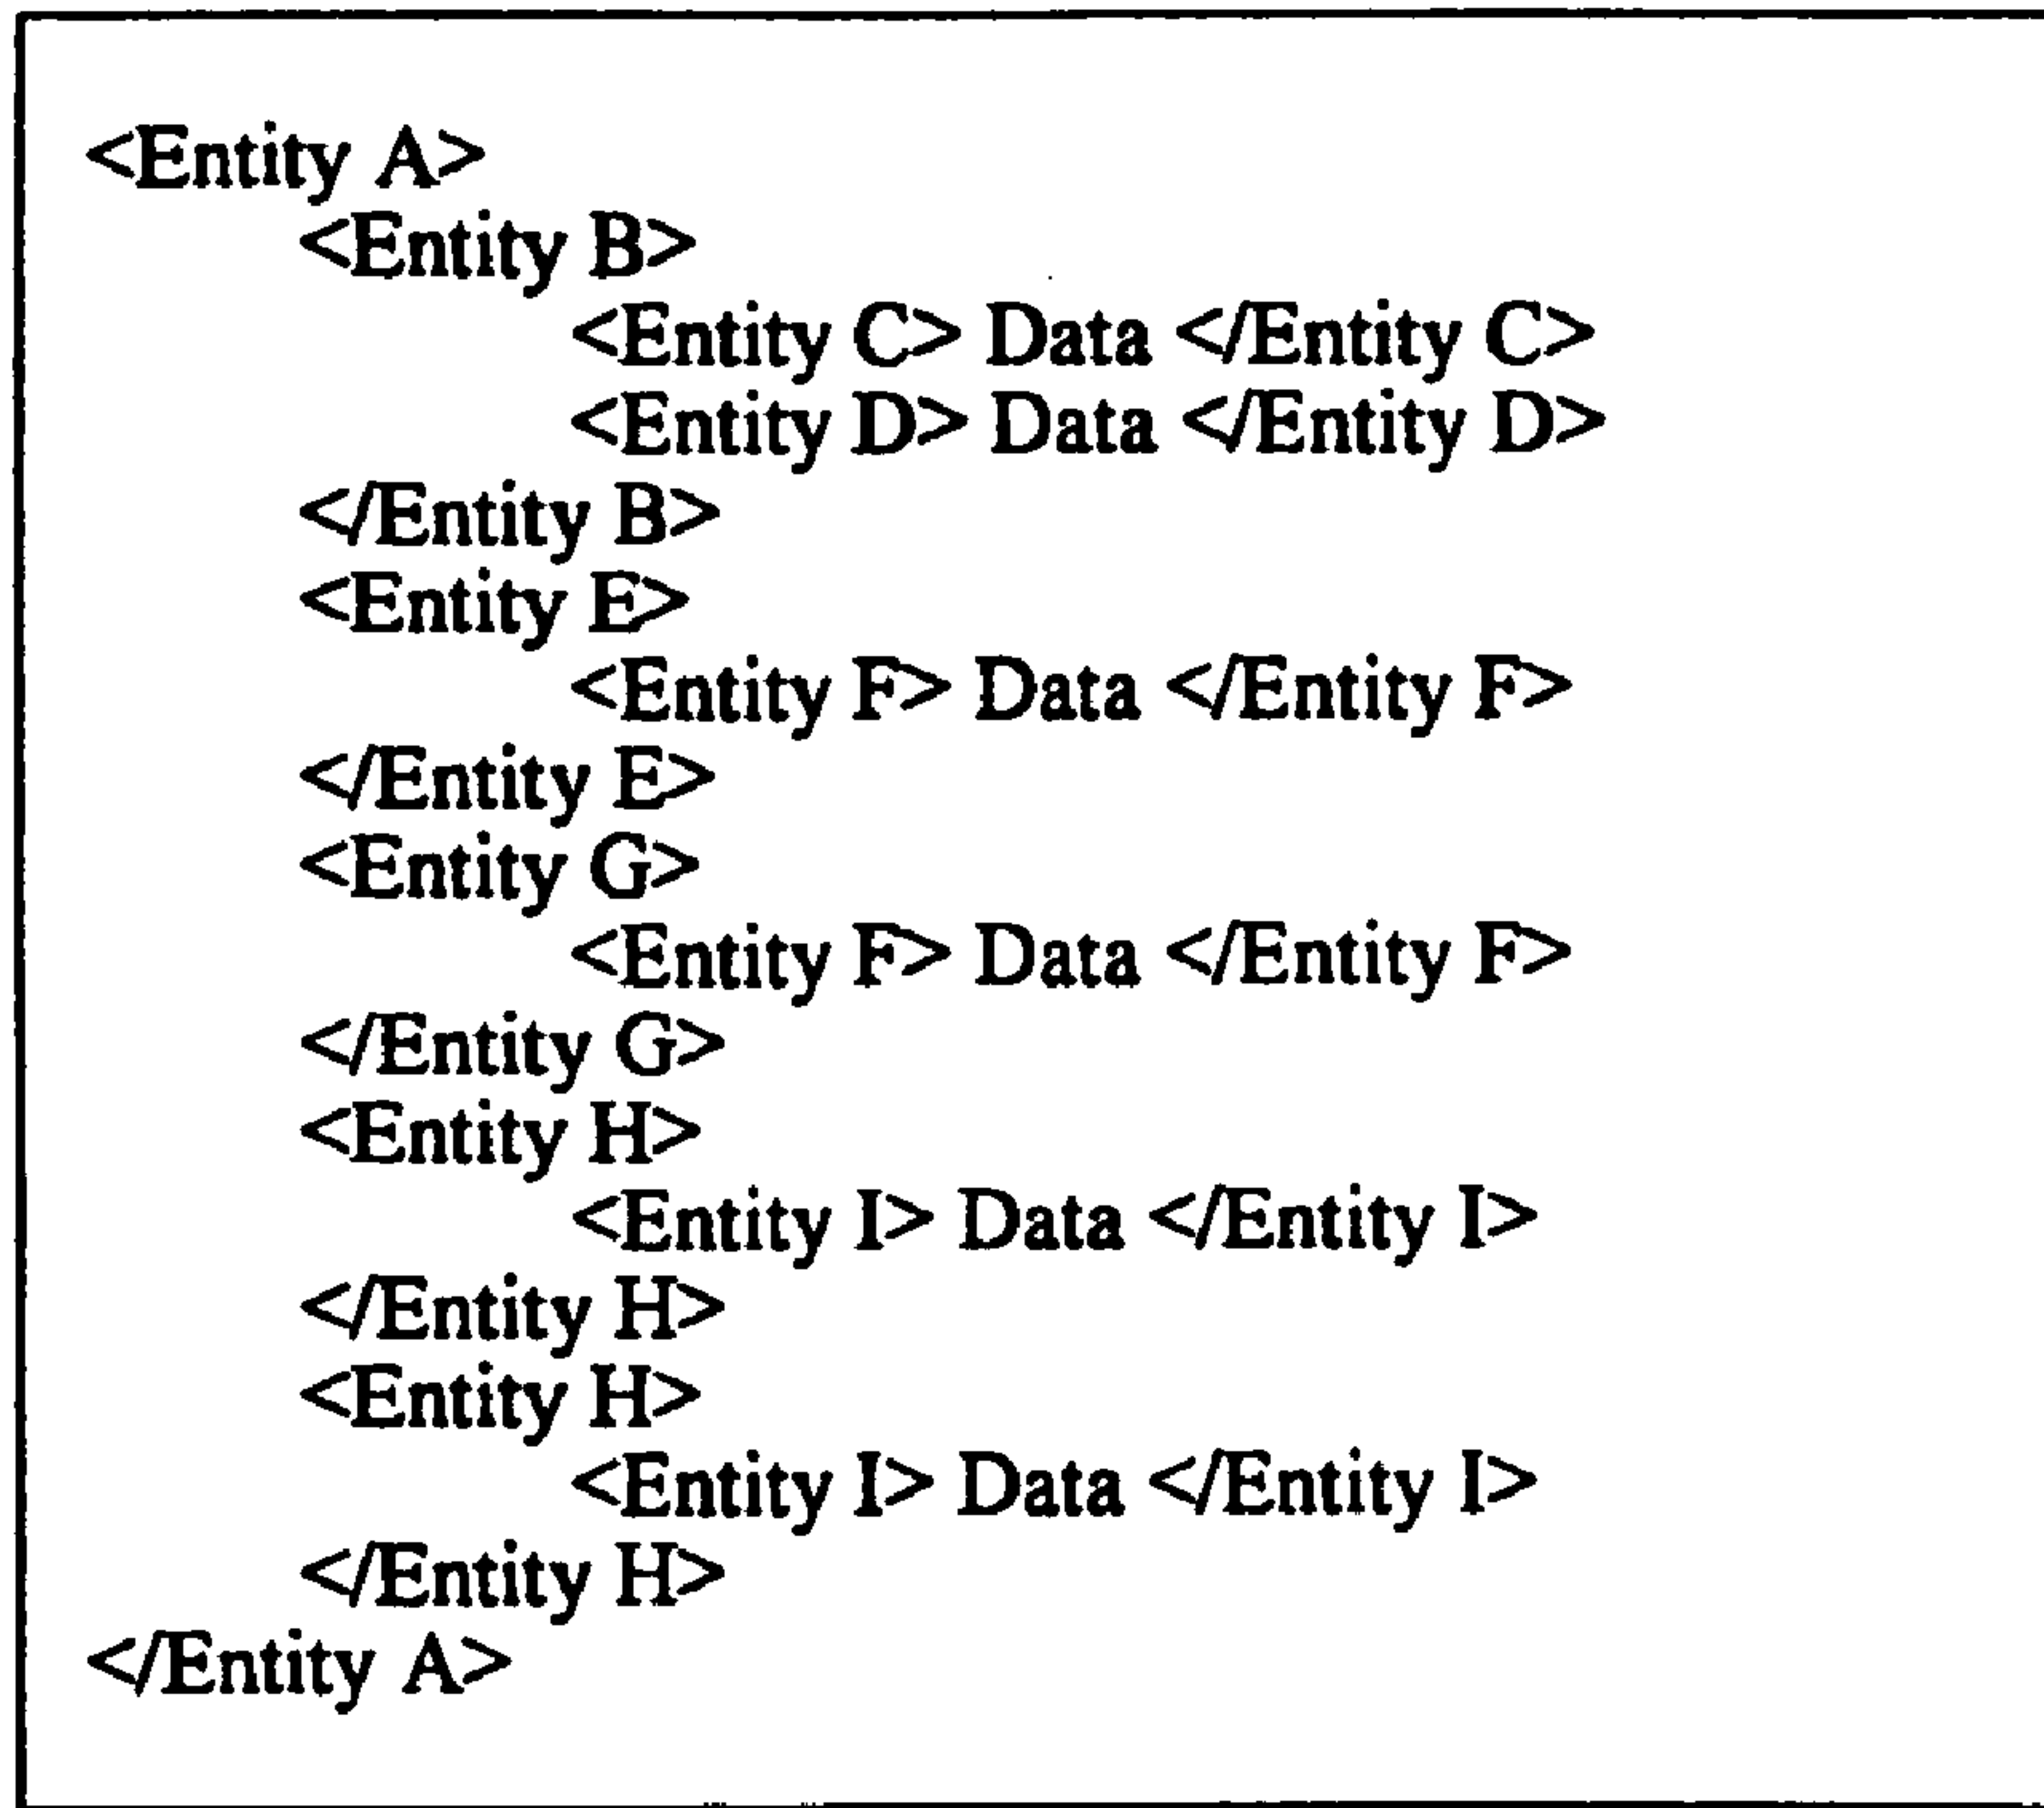 <Entity A>
<Entity B>
<Entity C> Data </Entity C>
<Entity D> Data </Entity D>
</Entity B>
<Entity E>
<Entity F> Data </Entity F>
</Entity E>
<Entity G>
<Entity F> Data </Entity F>
</Entity G>
<Entity H>
<Entity I> Data </Entity I>
</Entity H>
<Entity H>
<Entity I> Data </Entity I>
</Entity H>
</Entity A>